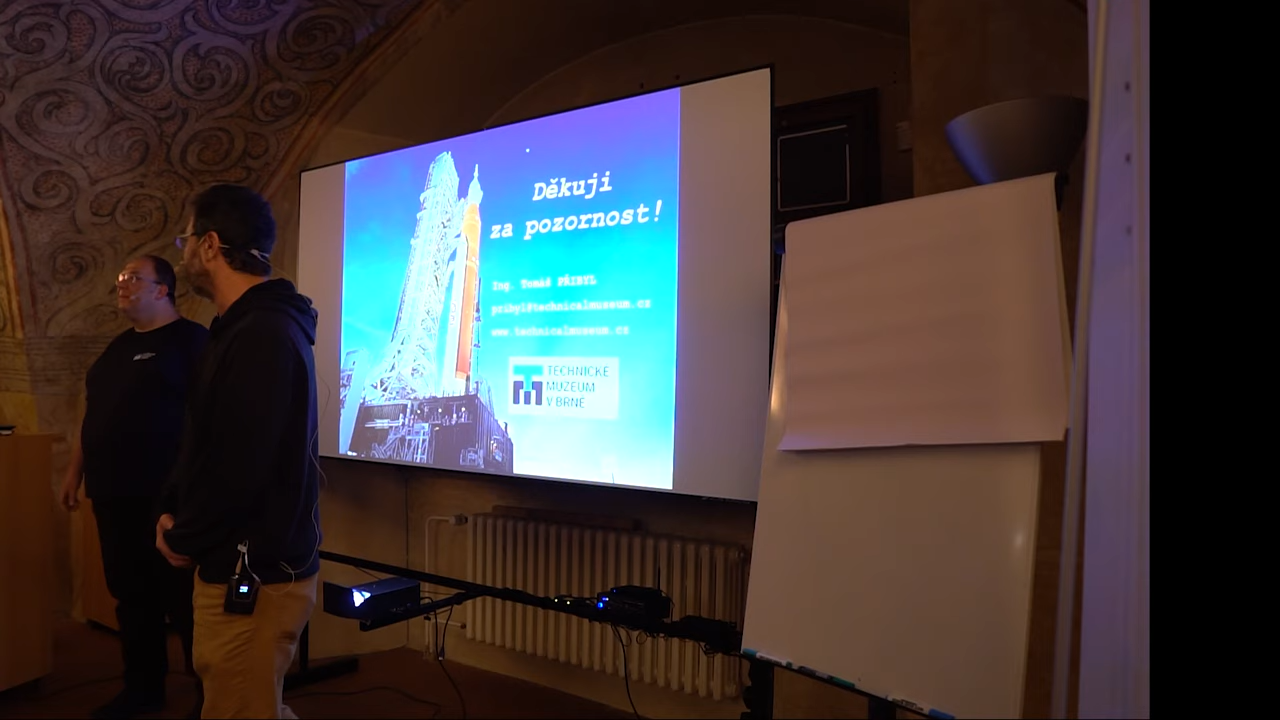 Děkuji
za pozornost!
Ing. Tomáš PŘIBYL
pribyl@technicalmuseum.cz
www.technicalmuseum.cz
TECHNICKÉ
MUZEUM
V BRNĚ